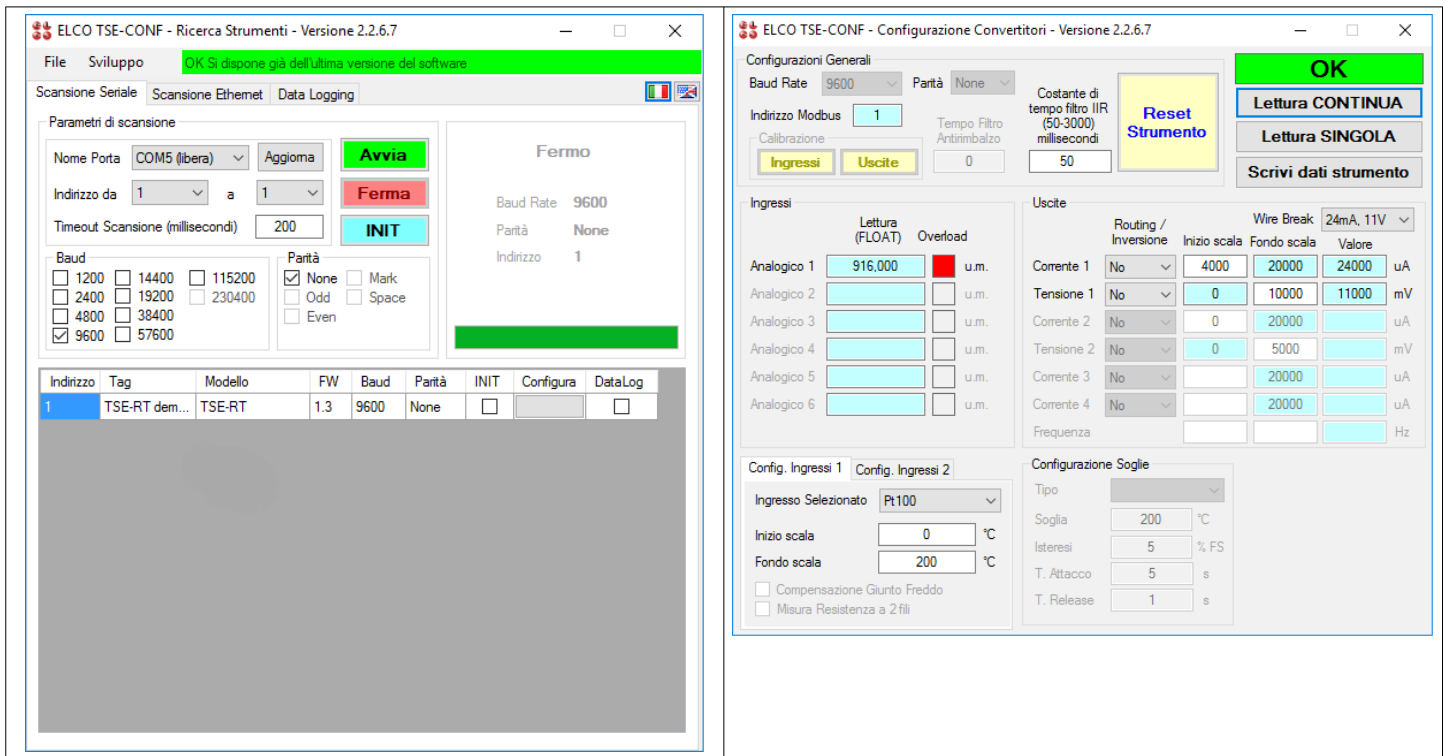 ELCO TSE-CONF - Ricerca Strumenti - Versione 2.2.6.7
File Sviluppo OK Si dispone già dell'ultima versione del software
Scansione Seriale Scansione Ethernet Data Logging
Parametri di scansione
Nome Porta COM5 (libera) Aggiorna Avvia
Indirizzo da 1 a 1 Ferma
Timeout Scansione (millisecondi) 200 INIT
Baud
1200 14400 115200
2400 19200 230400
4800 38400
9600 57600
Parità
None Mark
Odd Space
Even
Fermo
Baud Rate 9600
Parità None
Indirizzo 1
Indirizzo Tag Modello FW Baud Parità INIT Configura DataLog
1 TSE-RT dem... TSE-RT 1.3 9600 None
ELCO TSE-CONF - Configurazione Convertitori - Versione 2.2.6.7
Configurazioni Generali
Baud Rate 9600 Parità None
Indirizzo Modbus 1
Calibrazione
Ingressi Uscite
Tempo Filtro
Antirimbalzo
0
Costante di
tempo filtro IIR
(50-3000)
millisecondi
50
Reset
Strumento
OK
Lettura CONTINUA
Lettura SINGOLA
Scrivi dati strumento
Ingressi
Lettura
(FLOAT) Overload
Analogico 1 916,000 u.m.
Analogico 2 u.m.
Analogico 3 u.m.
Analogico 4 u.m.
Analogico 5 u.m.
Analogico 6 u.m.
Uscite
Wire Break 24mA, 11V
Routing /
Inversione Inizio scala Fondo scala Valore
Corrente 1 No 4000 20000 24000 uA
Tensione 1 No 0 10000 11000 mV
Corrente 2 No 0 20000 uA
Tensione 2 No 0 5000 mV
Corrente 3 No 20000 uA
Corrente 4 No 20000 uA
Frequenza Hz
Config. Ingressi 1 Config. Ingressi 2
Ingresso Selezionato Pt100
Inizio scala 0 °C
Fondo scala 200 °C
Compensazione Giunto Freddo
Misura Resistenza a 2 fili
Configurazione Soglie
Tipo
Soglia 200 °C
Isteresi 5 % FS
T. Attacco 5 s
T. Release 1 s